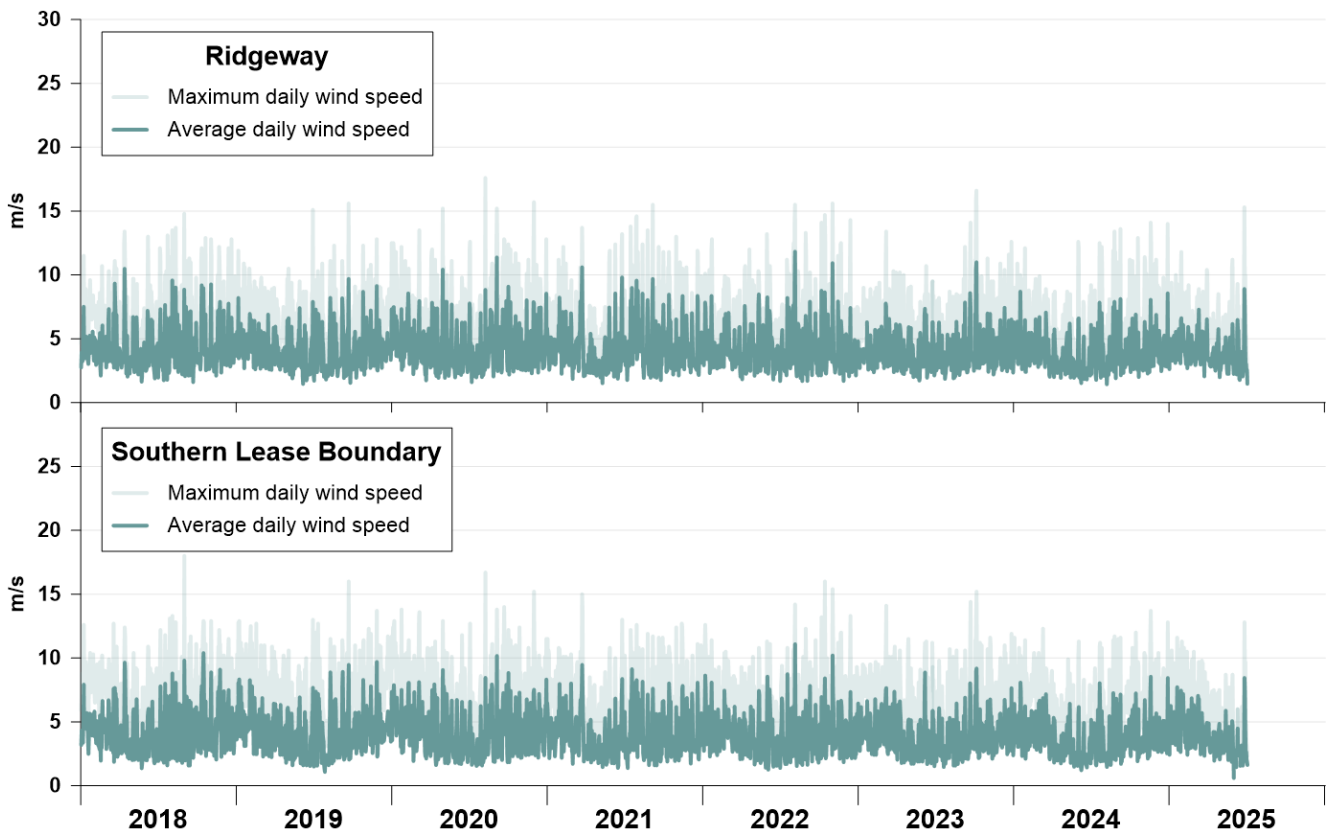 30
25
20
15
10
5
0
m/s
Ridgeway
Maximum daily wind speed
Average daily wind speed
25
20
15
10
5
0
m/s
Southern Lease Boundary
Maximum daily wind speed
Average daily wind speed
2018 2019 2020 2021 2022 2023 2024 2025